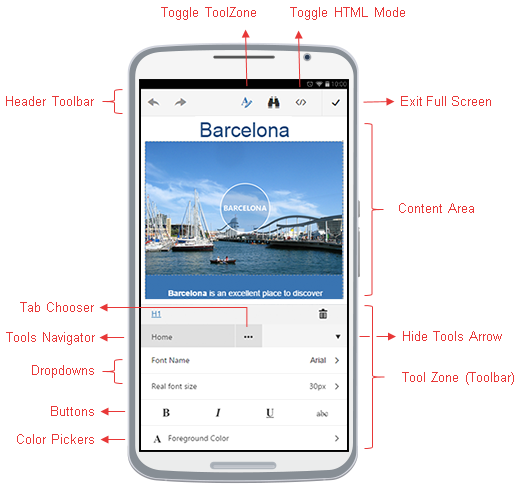 Toggle ToolZone
Toggle HTML Mode
10:00
Header Toolbar
Exit Full Screen
Barcelona
BARCELONA
Content Area
Barcelona is an excellent place to discover
Tab Chooser
H1
Tools Navigator
Home
Hide Tools Arrow
Dropdowns
Font Name
Arial
Real font size
30px
Tool Zone (Toolbar)
Buttons
B I U abc
Color Pickers
A Foreground Color